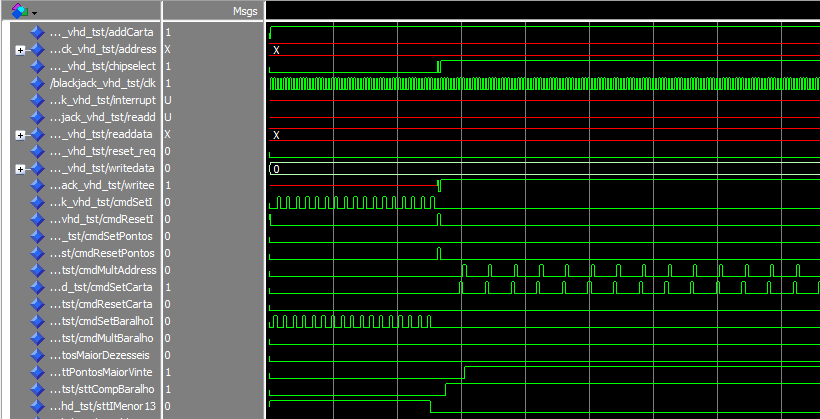 Msgs
..._vhd_tst/addCarta 1
...ck_vhd_tst/address X X
..._vhd_tst/chipselect 1
/blackjack_vhd_tst/clk 1
...k_vhd_tst/interrupt U
...jack_vhd_tst/readd U
..._vhd_tst/readdata X X
..._vhd_tst/reset_req 0
..._vhd_tst/writedata 0 0
...ack_vhd_tst/writee 1
...k_vhd_tst/cmdSetI 0
...vhd_tst/cmdResetI 0
..._tst/cmdSetPontos 0
...st/cmdResetPontos 0
...tst/cmdMultAddress 0
...d_tst/cmdSetCarta 1
...tst/cmdResetCarta 0
...tst/cmdSetBaralhoI 0
...tst/cmdMultBaralho 0
...tosMaiorDezesseis 0
...ttPontosMaiorVinte 1
...tst/sttCompBaralho 1
...hd_tst/sttIMenor13 0